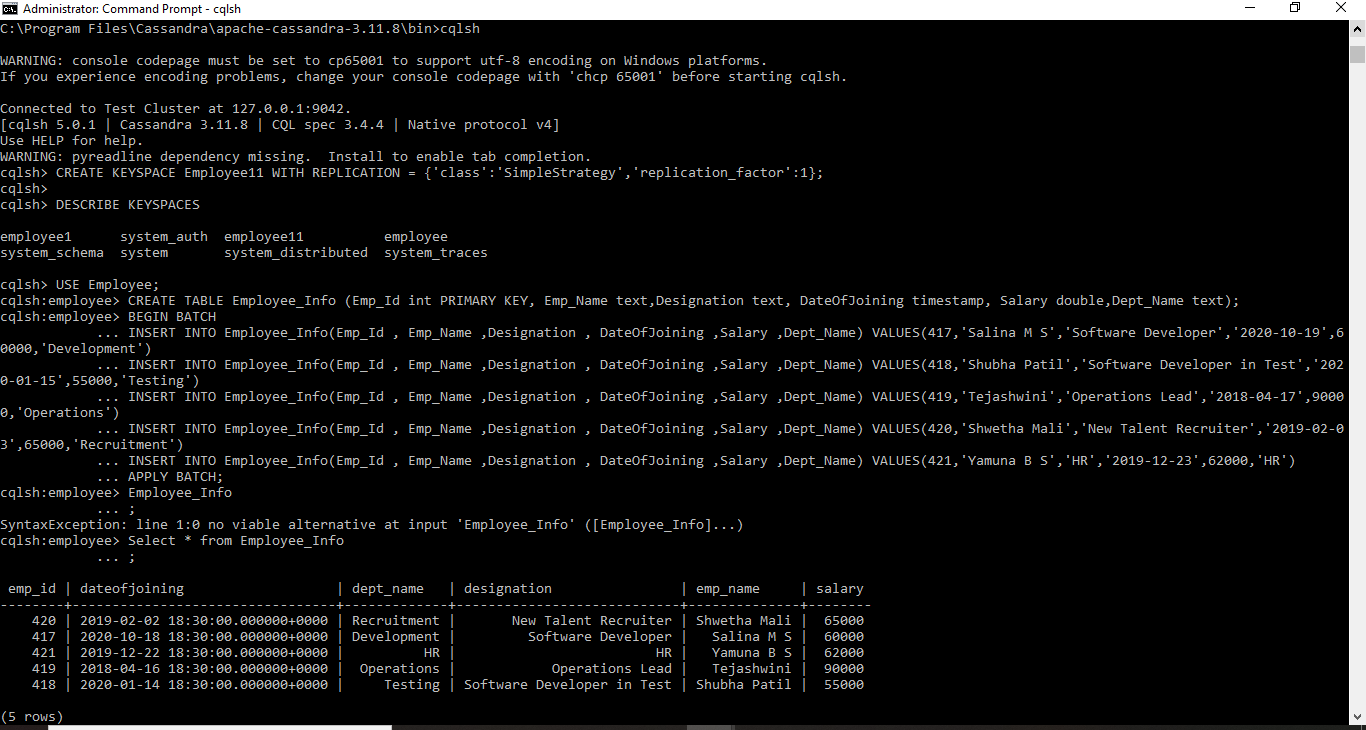 Administrator: Command Prompt - cqlsh
C:\Program Files\Cassandra\apache-cassandra-3.11.8\bin>cqlsh
WARNING: console codepage must be set to cp65001 to support utf-8 encoding on Windows platforms.
If you experience encoding problems, change your console codepage with 'chcp 65001' before starting cqlsh.
Connected to Test Cluster at 127.0.0.1:9042.
[cqlsh 5.0.1 | Cassandra 3.11.8 | CQL spec 3.4.4 | Native protocol v4]
Use HELP for help.
WARNING: pyreadline dependency missing.  Install to enable tab completion.
cqlsh> CREATE KEYSPACE Employee11 WITH REPLICATION = {'class':'SimpleStrategy','replication_factor':1};
cqlsh>
cqlsh> DESCRIBE KEYSPACES
employee1      system_auth  employee11          employee
system_schema  system       system_distributed  system_traces
cqlsh> USE Employee;
cqlsh:employee> CREATE TABLE Employee_Info (Emp_Id int PRIMARY KEY, Emp_Name text,Designation text, DateOfJoining timestamp, Salary double,Dept_Name text);
cqlsh:employee> BEGIN BATCH
            ... INSERT INTO Employee_Info(Emp_Id , Emp_Name ,Designation , DateOfJoining ,Salary ,Dept_Name) VALUES(417,'Salina M S','Software Developer','2020-10-19',6
0000,'Development')
            ... INSERT INTO Employee_Info(Emp_Id , Emp_Name ,Designation , DateOfJoining ,Salary ,Dept_Name) VALUES(418,'Shubha Patil','Software Developer in Test','202
0-01-15',55000,'Testing')
            ... INSERT INTO Employee_Info(Emp_Id , Emp_Name ,Designation , DateOfJoining ,Salary ,Dept_Name) VALUES(419,'Tejashwini','Operations Lead','2018-04-17',9000
0,'Operations')
            ... INSERT INTO Employee_Info(Emp_Id , Emp_Name ,Designation , DateOfJoining ,Salary ,Dept_Name) VALUES(420,'Shwetha Mali','New Talent Recruiter','2019-02-0
3',65000,'Recruitment')
            ... INSERT INTO Employee_Info(Emp_Id , Emp_Name ,Designation , DateOfJoining ,Salary ,Dept_Name) VALUES(421,'Yamuna B S','HR','2019-12-23',62000,'HR')
            ... APPLY BATCH;
cqlsh:employee> Employee_Info
            ... ;
SyntaxException: line 1:0 no viable alternative at input 'Employee_Info' ([Employee_Info]...)
cqlsh:employee> Select * from Employee_Info
            ... ;
 emp_id | dateofjoining                   | dept_name   | designation                | emp_name     | salary
--------+---------------------------------+-------------+----------------------------+--------------+--------
    420 | 2019-02-02 18:30:00.000000+0000 | Recruitment |       New Talent Recruiter | Shwetha Mali |  65000
    417 | 2020-10-18 18:30:00.000000+0000 | Development |         Software Developer |   Salina M S |  60000
    421 | 2019-12-22 18:30:00.000000+0000 |          HR |                         HR |   Yamuna B S |  62000
    419 | 2018-04-16 18:30:00.000000+0000 |  Operations |            Operations Lead |   Tejashwini |  90000
    418 | 2020-01-14 18:30:00.000000+0000 |     Testing | Software Developer in Test | Shubha Patil |  55000
(5 rows)